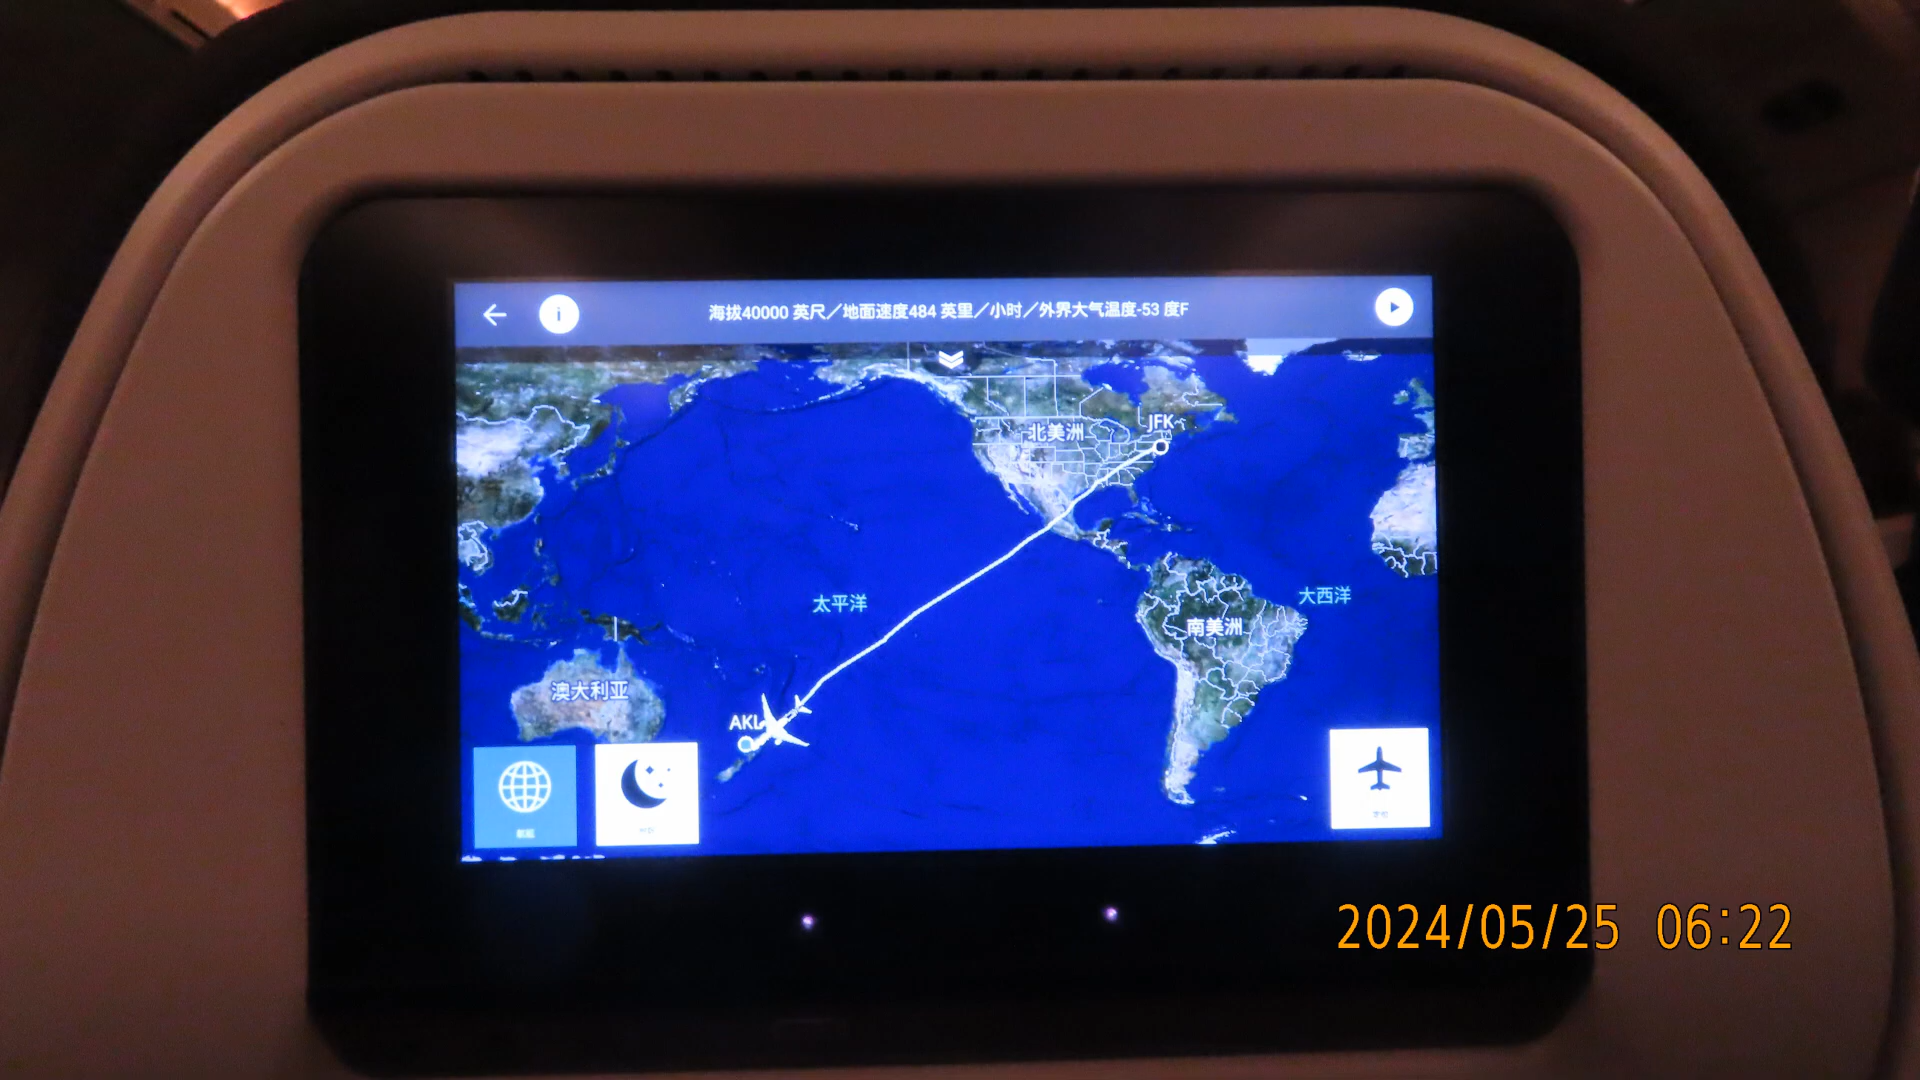 海拔40000 英尺／地面速度484 英里／小时／外界大气温度-53 度F
JFK
北美洲
太平洋
大西洋
南美洲
澳大利亚
AKL
2024/05/25 06:22